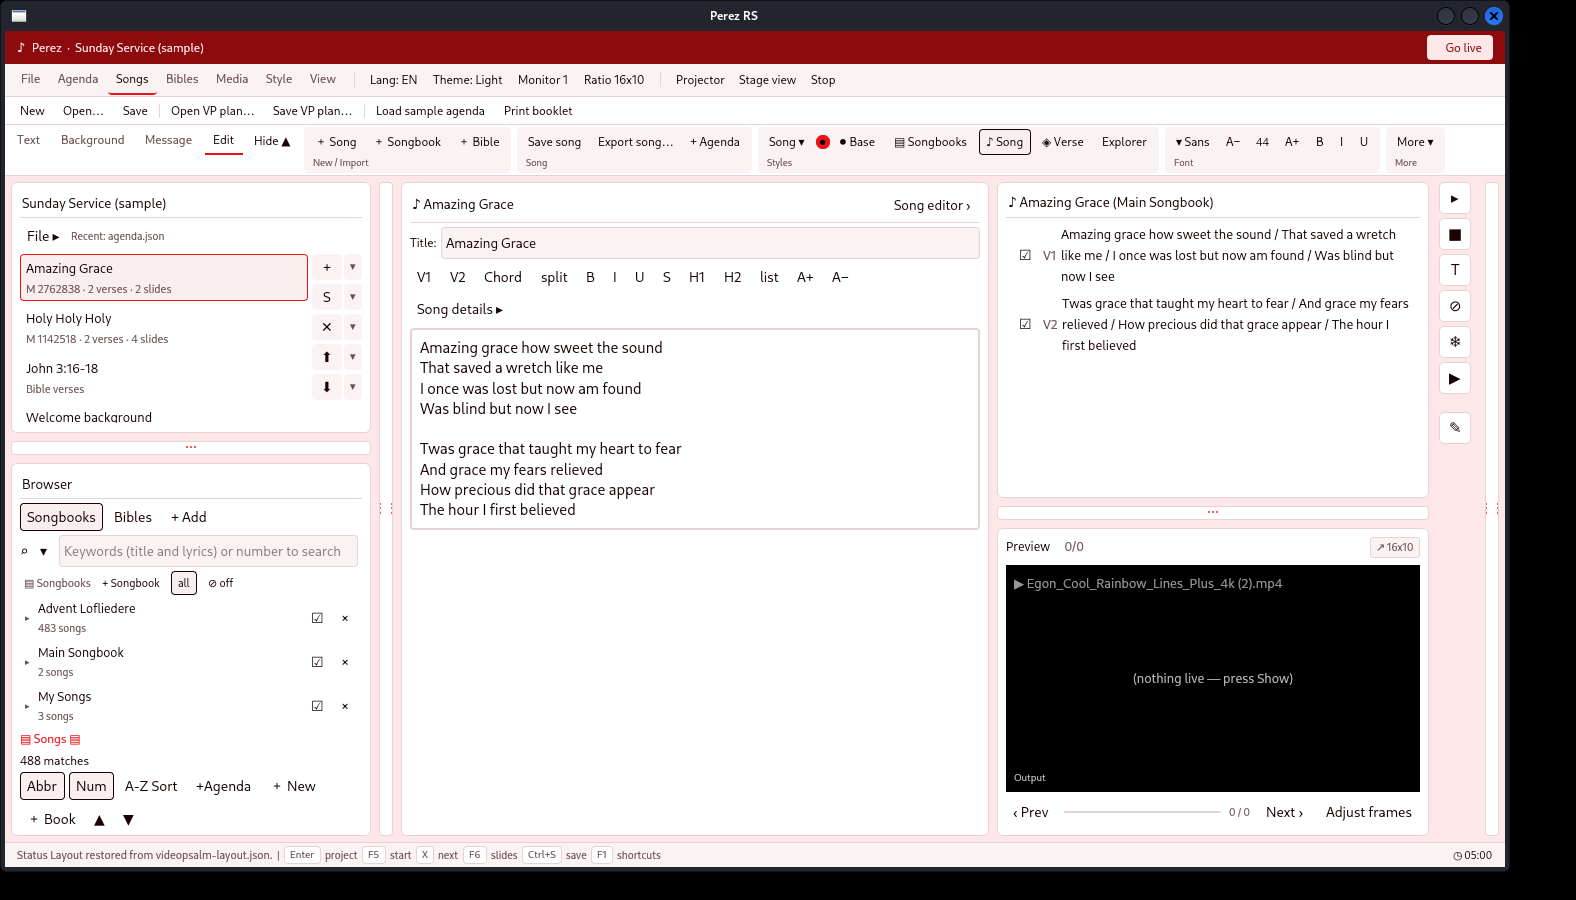 Perez RS
♪ Perez · Sunday Service (sample)
Go live
File Agenda Songs Bibles Media Style View Lang: EN Theme: Light Monitor 1 Ratio 16x10 Projector Stage view Stop
New Open... Save Open VP plan... Save VP plan... Load sample agenda Print booklet
Text Background Message Edit Hide ▲
+ Song + Songbook + Bible
New / Import
Save song Export song... + Agenda
Song
Song ▾ ● Base ▤ Songbooks ♪ Song ◈ Verse Explorer
Styles
▾ Sans A− 44 A+ B I U
Font
More ▾
More
Sunday Service (sample)
File ▸ Recent: agenda.json
Amazing Grace
M 2762838 · 2 verses · 2 slides
Holy Holy Holy
M 1142518 · 2 verses · 4 slides
John 3:16-18
Bible verses
Welcome background
+ ▾
S ▾
✕ ▾
⬆ ▾
⬇ ▾
Browser
Songbooks Bibles + Add
Keywords (title and lyrics) or number to search
▤ Songbooks + Songbook all ⊘ off
▸ Advent Lofliedere ☑ ×
483 songs
▸ Main Songbook ☑ ×
2 songs
▸ My Songs ☑ ×
3 songs
▤ Songs ▤
488 matches
Abbr Num A-Z Sort +Agenda + New
+ Book ▲ ▼
♪ Amazing Grace
Song editor ›
Title: Amazing Grace
V1 V2 Chord split B I U S H1 H2 list A+ A−
Song details ▸
Amazing grace how sweet the sound
That saved a wretch like me
I once was lost but now am found
Was blind but now I see
Twas grace that taught my heart to fear
And grace my fears relieved
How precious did that grace appear
The hour I first believed
♪ Amazing Grace (Main Songbook)
Amazing grace how sweet the sound / That saved a wretch
☑ V1 like me / I once was lost but now am found / Was blind but
now I see
Twas grace that taught my heart to fear / And grace my fears
☑ V2 relieved / How precious did that grace appear / The hour I
first believed
T
Preview 0/0
↗ 16x10
▶ Egon_Cool_Rainbow_Lines_Plus_4k (2).mp4
(nothing live — press Show)
Output
‹ Prev 0 / 0 Next › Adjust frames
Status Layout restored from videopsalm-layout.json. | Enter project F5 start X next F6 slides Ctrl+S save F1 shortcuts
◷ 05:00